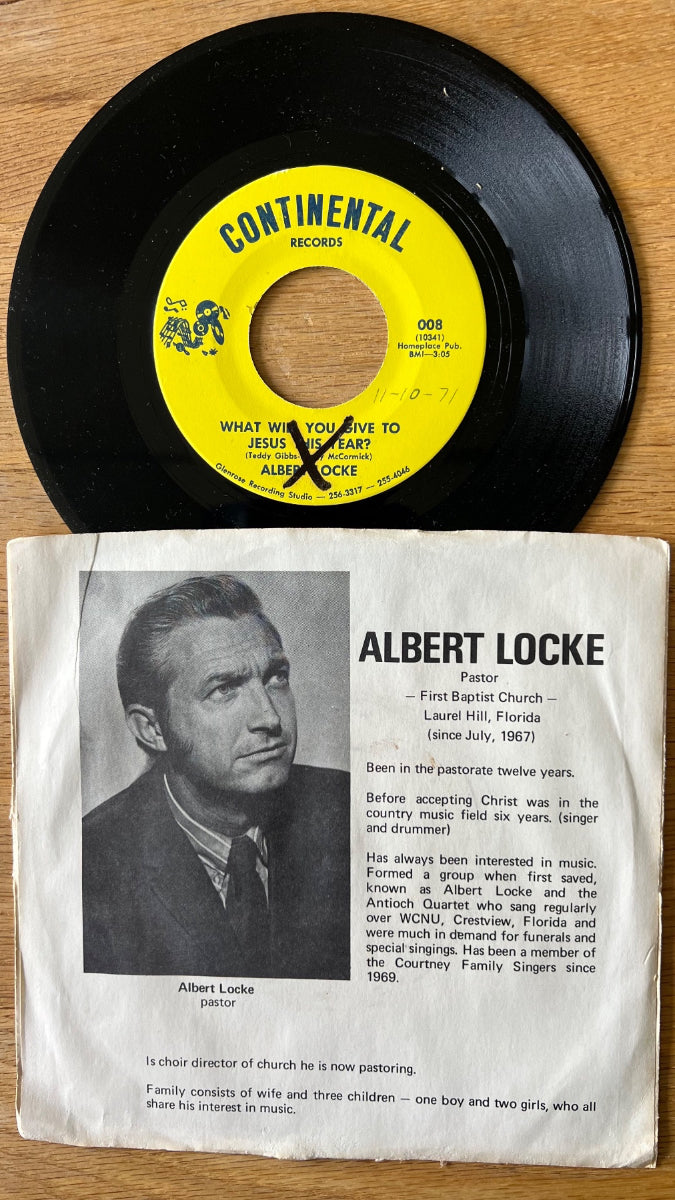 CONTINENTAL
RECORDS
008
(10341)
Homeplace Pub.
BMI—3:05
11-10-71
WHAT WILL YOU GIVE TO
JESUS THIS YEAR?
(Teddy Gibbs- McCormick)
ALBERT LOCKE
Glenrose Recording Studio — 256-3317 — 255-4046
ALBERT LOCKE
Pastor
— First Baptist Church —
Laurel Hill, Florida
(since July, 1967)
Been in the pastorate twelve years.
Before accepting Christ was in the
country music field six years. (singer
and drummer)
Has always been interested in music.
Formed a group when first saved,
known as Albert Locke and the
Antioch Quartet who sang regularly
over WCNU, Crestview, Florida and
were much in demand for funerals and
special singings. Has been a member of
the Courtney Family Singers since
1969.
Albert Locke
pastor
Is choir director of church he is now pastoring.
Family consists of wife and three children — one boy and two girls, who all
share his interest in music.